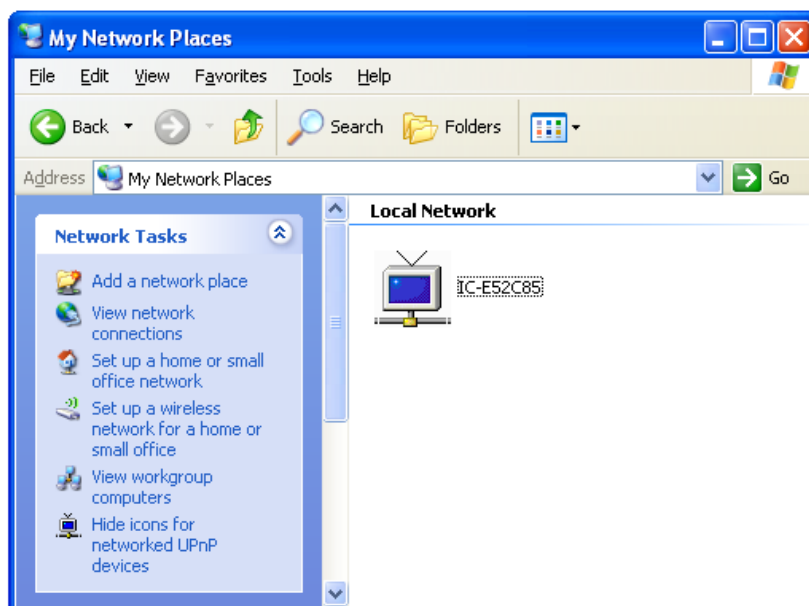 My Network Places
File Edit View Favorites Tools Help
Back Search Folders
Address My Network Places Go
Network Tasks
Add a network place
View network
connections
Set up a home or small
office network
Set up a wireless
network for a home or
small office
View workgroup
computers
Hide icons for
networked UPnP
devices
Local Network
IC-E52C85